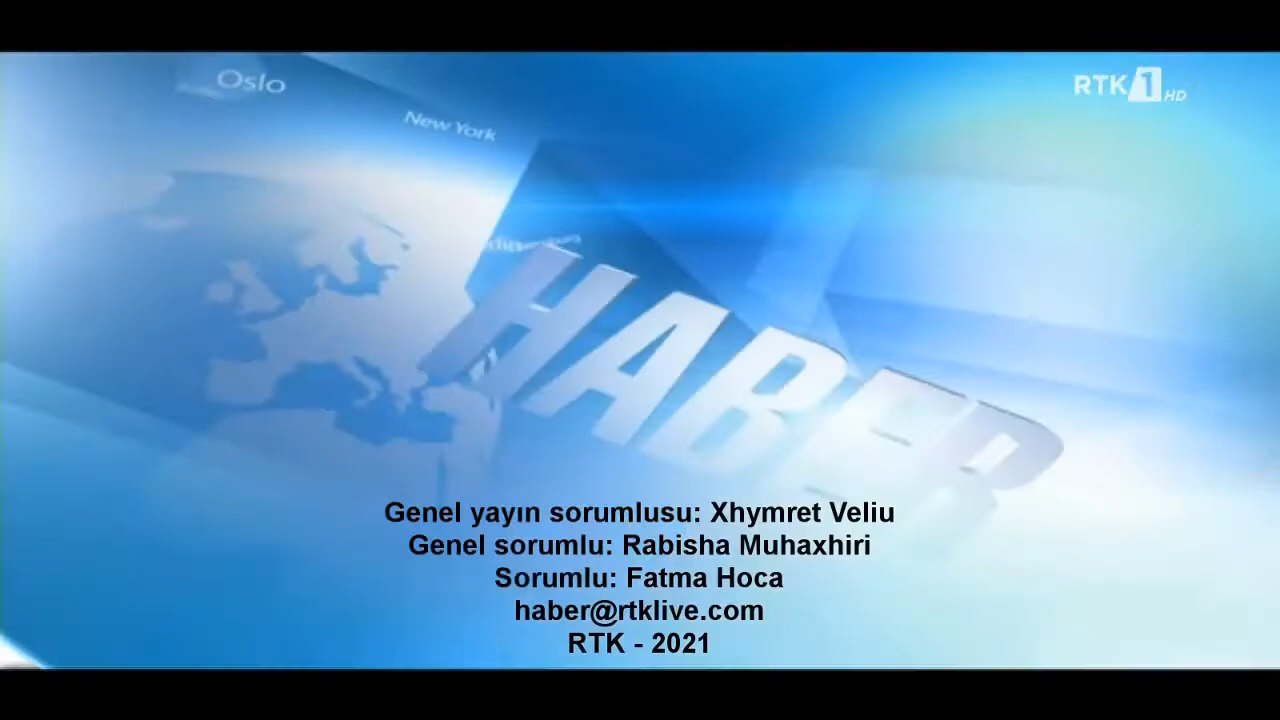 Oslo
RTK 1 HD
New York
HABER
Genel yayın sorumlusu: Xhymret Veliu
Genel sorumlu: Rabisha Muhaxhiri
Sorumlu: Fatma Hoca
haber@rtklive.com
RTK - 2021